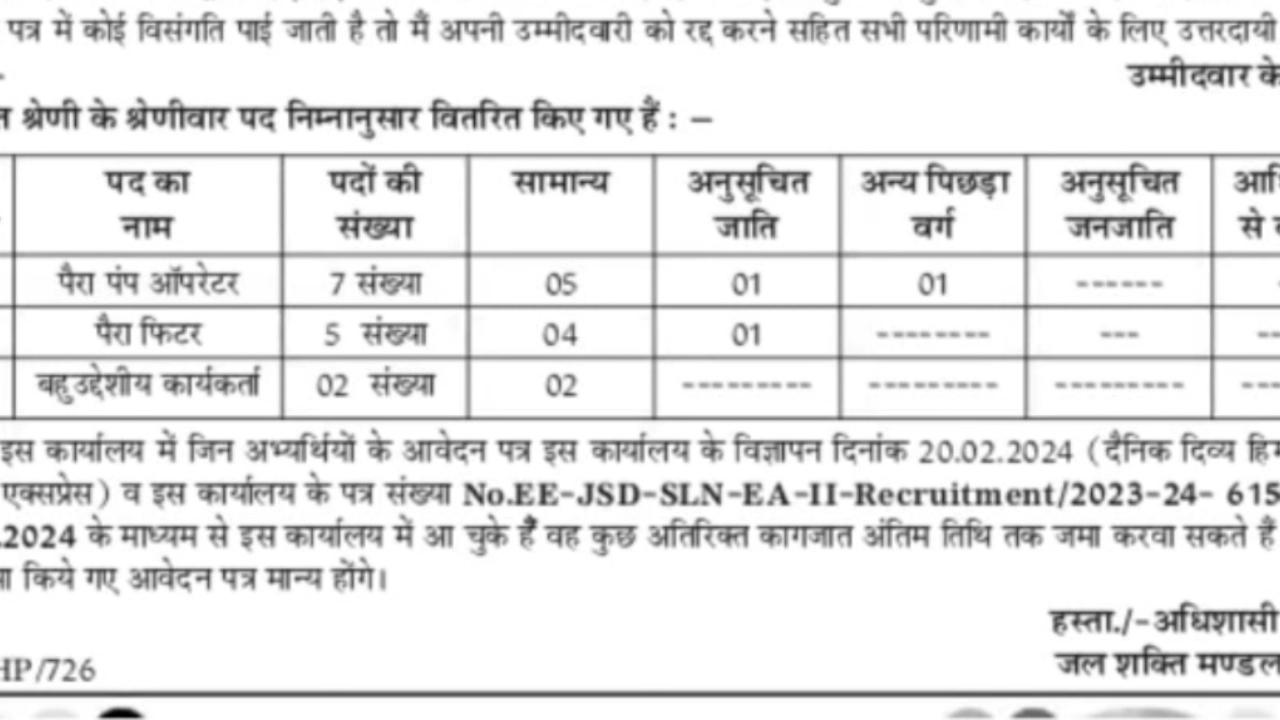 पत्र में कोई विसंगति पाई जाती है तो मैं अपनी उम्मीदवारी को रद्द करने सहित सभी परिणामी कार्यों के लिए उत्तरदायी
उम्मीदवार के
श्रेणी के श्रेणीवार पद निम्नानुसार वितरित किए गए हैं : –
पद का नाम पदों की संख्या सामान्य अनुसूचित जाति अन्य पिछड़ा वर्ग अनुसूचित जनजाति से
पैरा पंप ऑपरेटर 7 संख्या 05 01 01 ------
पैरा फिटर 5 संख्या 04 01 -------- ---
बहुउद्देशीय कार्यकर्ता 02 संख्या 02 --------- --------- ---------
इस कार्यालय में जिन अभ्यर्थियों के आवेदन पत्र इस कार्यालय के विज्ञापन दिनांक 20.02.2024 (दैनिक दिव्य हिम
एक्सप्रेस) व इस कार्यालय के पत्र संख्या No.EE-JSD-SLN-EA-II-Recruitment/2023-24- 615
.2024 के माध्यम से इस कार्यालय में आ चुके हैं वह कुछ अतिरिक्त कागजात अंतिम तिथि तक जमा करवा सकते हैं
किये गए आवेदन पत्र मान्य होंगे।
हस्ता./-अधिशासी
HP/726
जल शक्ति मण्डल